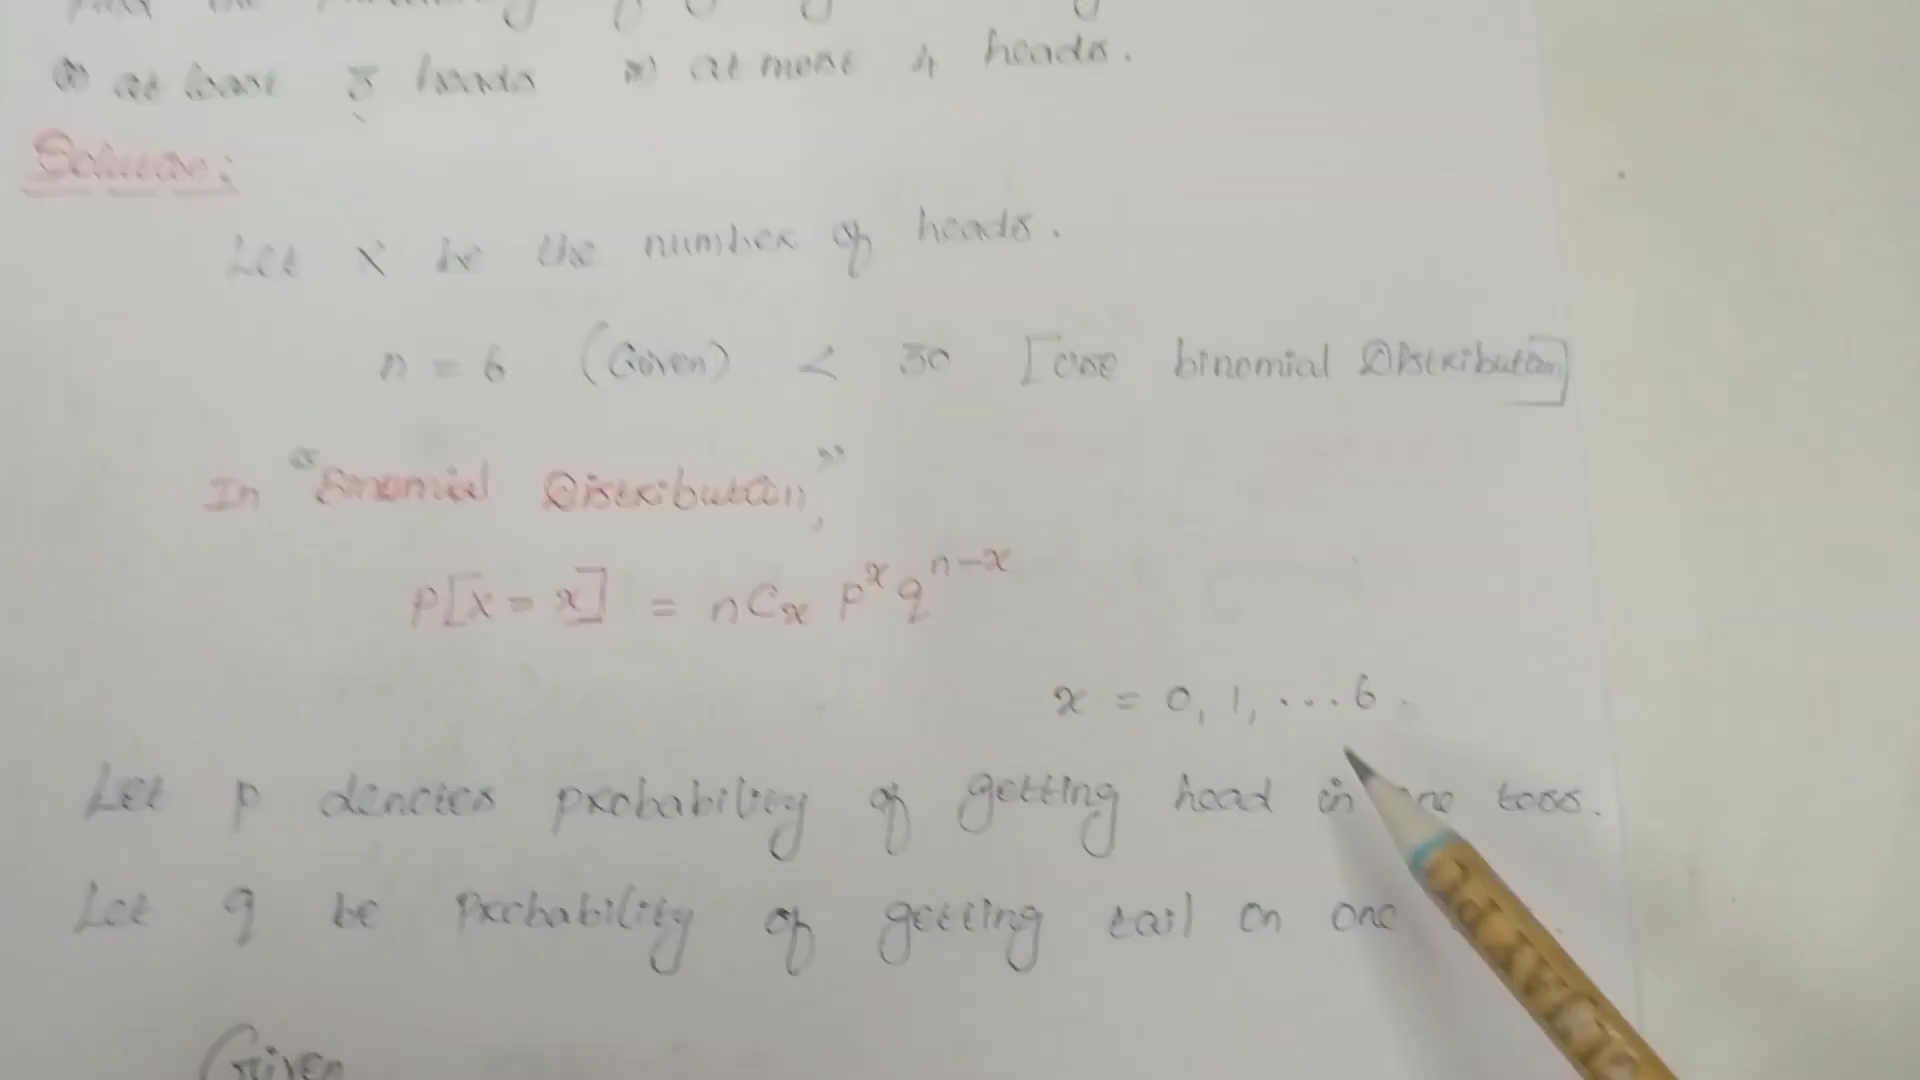 at least 3 heads at most 4 heads.
Solution:
Let X be the number of heads.
n = 6 (Given) < 30 [use binomial Distribution]
In "Binomial Distribution,"
P[X = x] = nCx p^x q^n-x
x = 0, 1, ... 6.
Let p denotes probability of getting head in toss.
Let q be probability of getting tail on one
Given